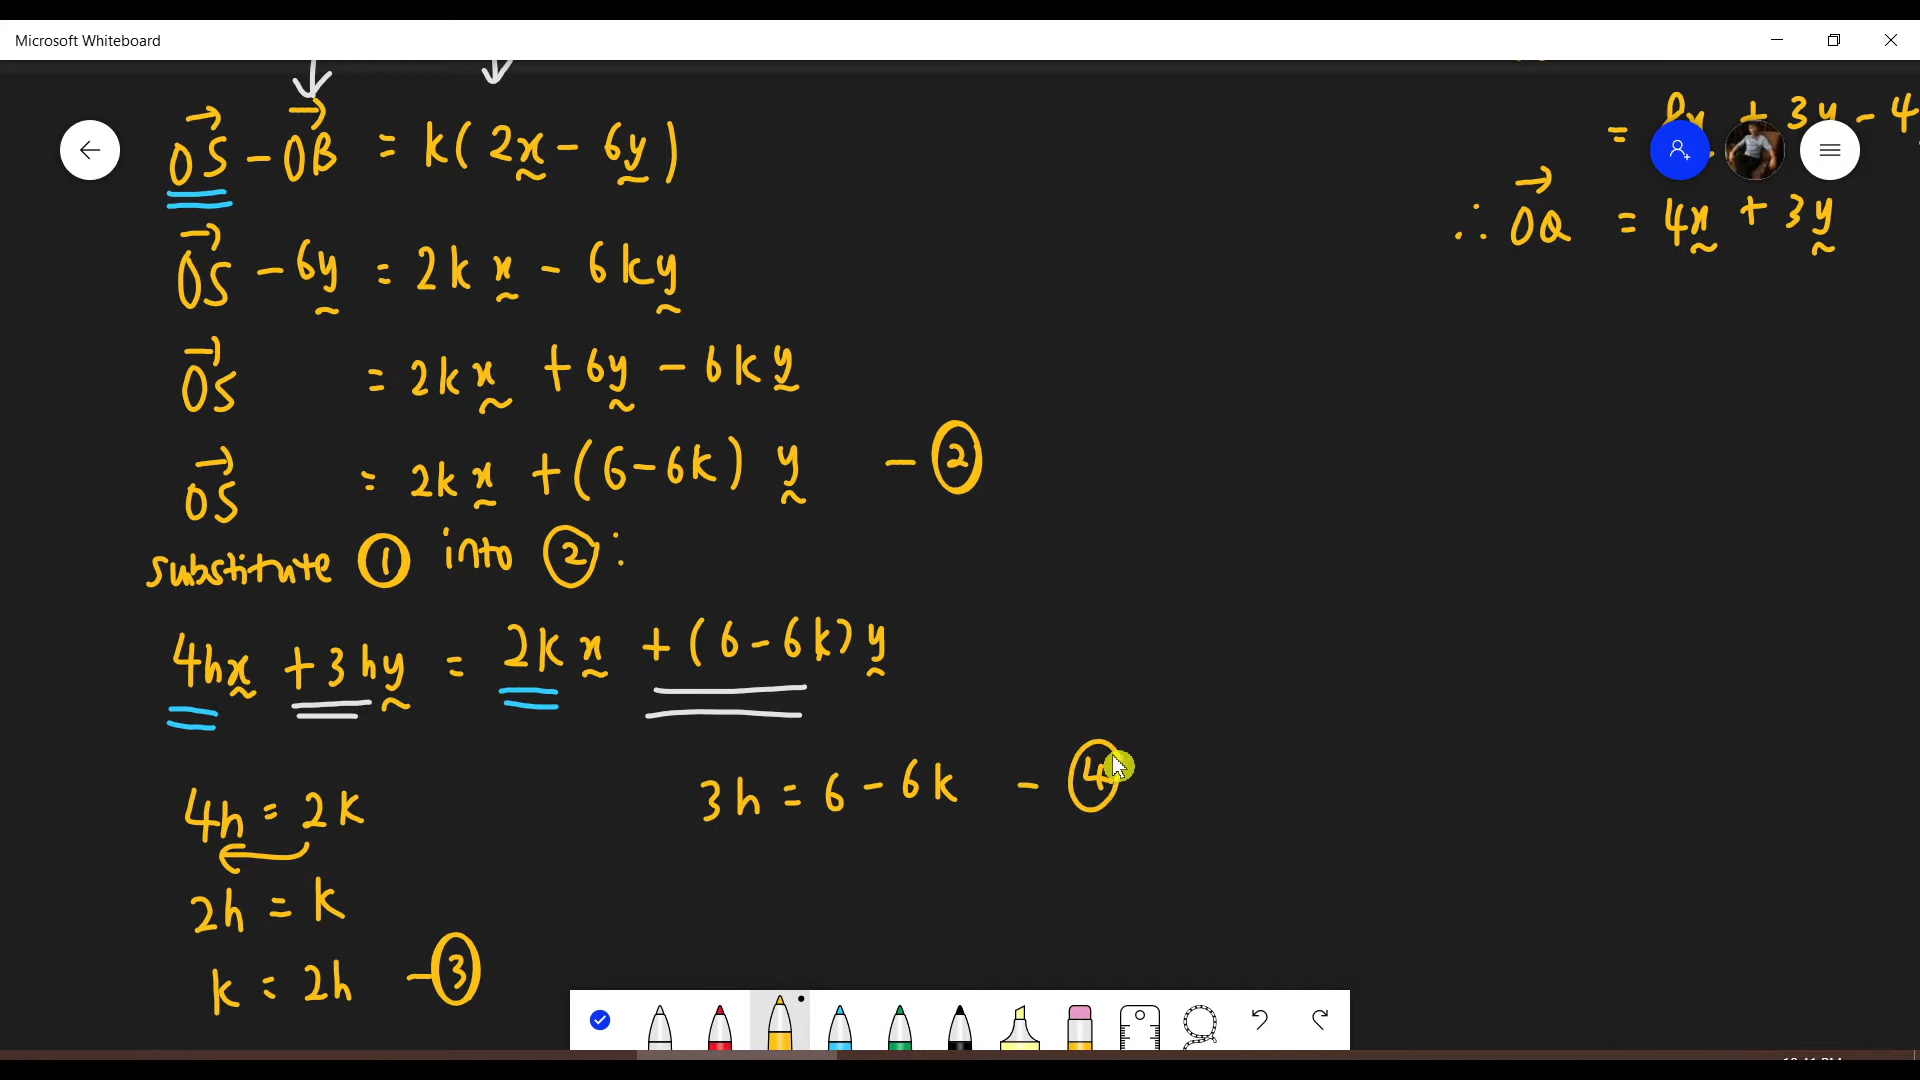 Microsoft Whiteboard
OS - OB = k(2x - 6y)
OS - 6y = 2kx - 6ky
OS = 2kx + 6y - 6ky
OS = 2kx + (6-6k)y - ②
substitute ① into ②:
4hx + 3hy = 2kx + (6-6k)y
4h = 2k
2h = k
k = 2h - ③
3h = 6 - 6k - ④
= + 3y - 4
∴ OQ = 4x + 3y